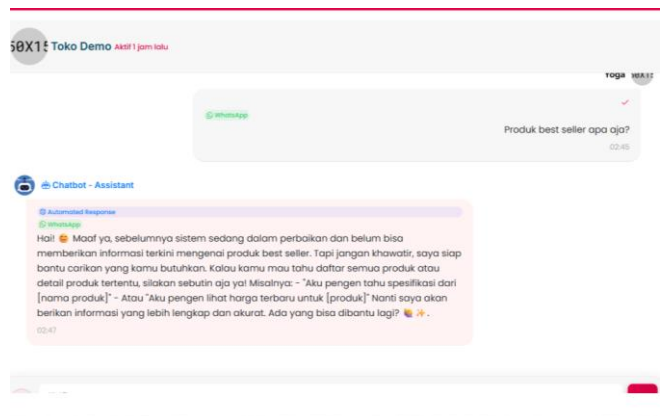 Toko Demo Aktif 1 jam lalu
Yoga
WhatsApp
Produk best seller apa aja?
02:45
Chatbot - Assistant
Automated Response
WhatsApp
Hai! 😊 Maaf ya, sebelumnya sistem sedang dalam perbaikan dan belum bisa
memberikan informasi terkini mengenai produk best seller. Tapi jangan khawatir, saya siap
bantu carikan yang kamu butuhkan. Kalau kamu mau tahu daftar semua produk atau
detail produk tertentu, silakan sebutin aja ya! Misalnya: - "Aku pengen tahu spesifikasi dari
[nama produk]" - Atau "Aku pengen lihat harga terbaru untuk [produk]" Nanti saya akan
berikan informasi yang lebih lengkap dan akurat. Ada yang bisa dibantu lagi? ✨.
02:47